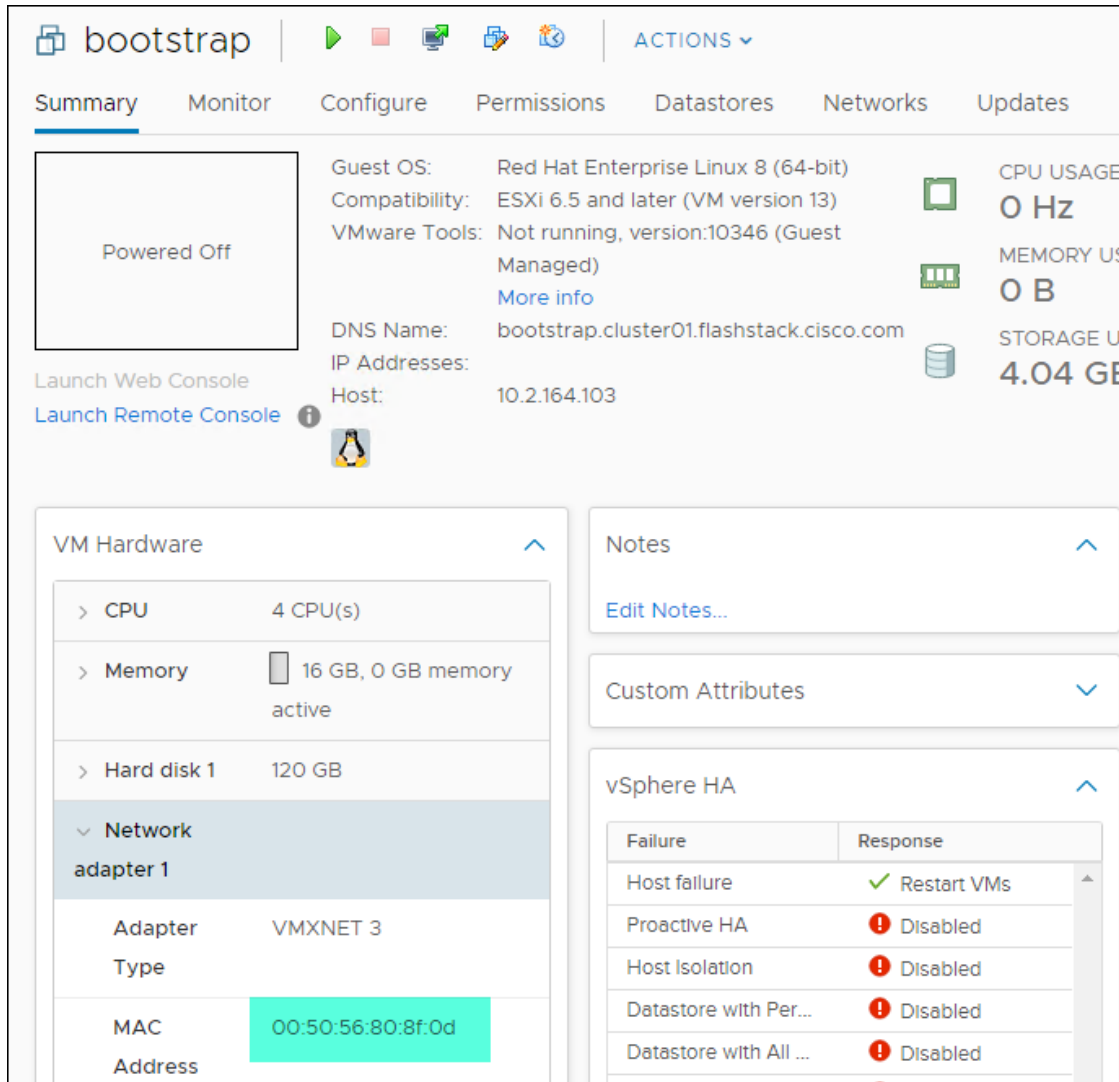 bootstrap ACTIONS
Summary Monitor Configure Permissions Datastores Networks Updates
Powered Off
Launch Web Console
Launch Remote Console
Guest OS: Red Hat Enterprise Linux 8 (64-bit)
Compatibility: ESXi 6.5 and later (VM version 13)
VMware Tools: Not running, version:10346 (Guest
Managed)
More info
DNS Name: bootstrap.cluster01.flashstack.cisco.com
IP Addresses:
Host: 10.2.164.103
CPU USAGE
0 Hz
MEMORY US
0 B
STORAGE U
4.04 GB
VM Hardware
CPU 4 CPU(s)
Memory 16 GB, 0 GB memory
active
Hard disk 1 120 GB
Network
adapter 1
Adapter VMXNET 3
Type
MAC 00:50:56:80:8f:0d
Address
Notes
Edit Notes...
Custom Attributes
vSphere HA
Failure Response
Host failure Restart VMs
Proactive HA Disabled
Host Isolation Disabled
Datastore with Per... Disabled
Datastore with All ... Disabled